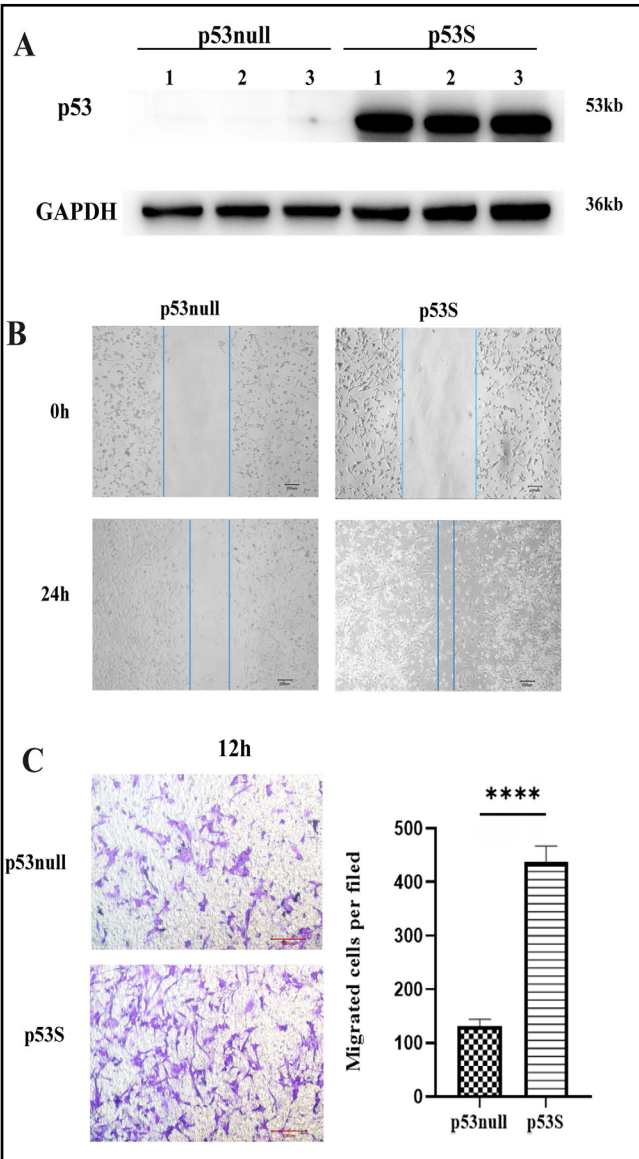 A
p53null
p53S
1 2 3 1 2 3
p53
53kb
GAPDH
36kb
B
p53null
p53S
0h
24h
C
12h
p53null
p53S
****
Migrated cells per filed
500
400
300
200
100
0
p53null
p53S